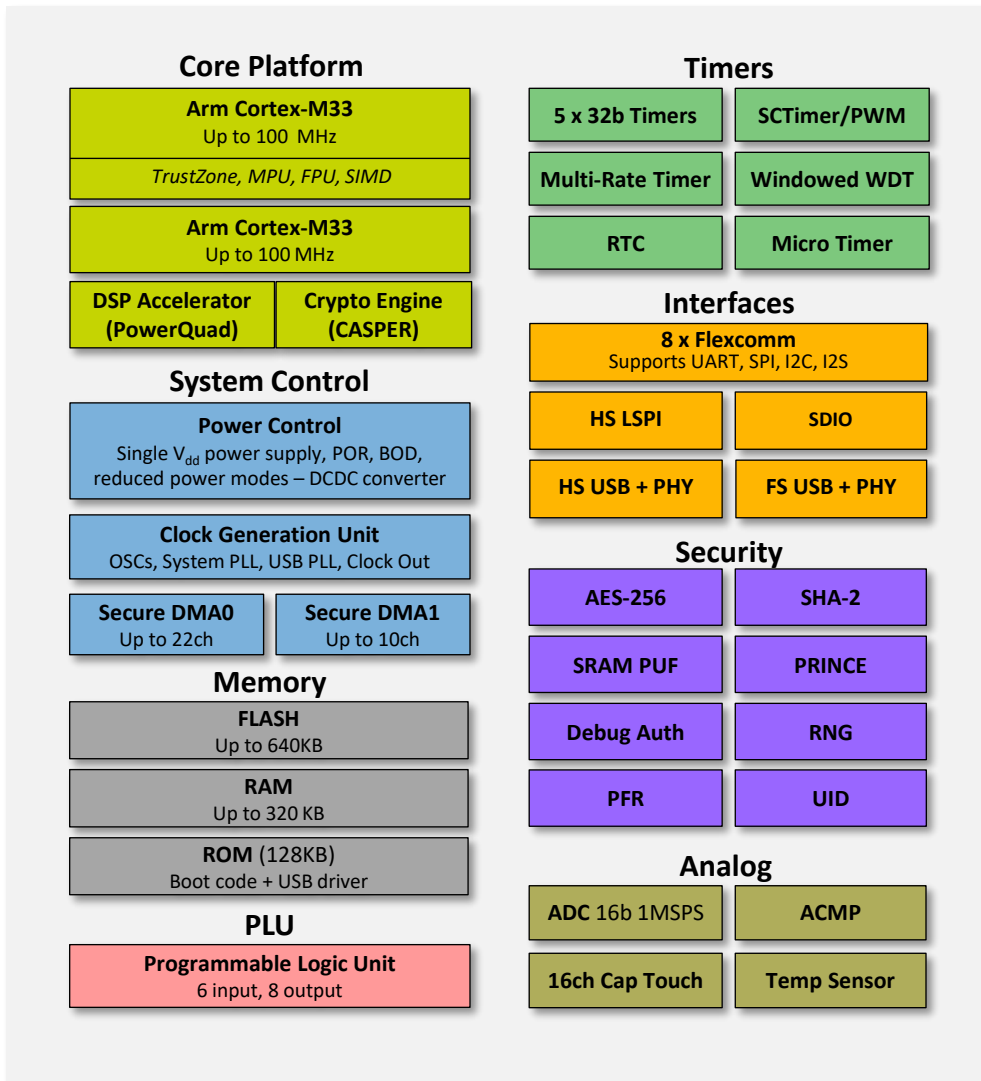 Core Platform
Arm Cortex-M33
Up to 100 MHz
TrustZone, MPU, FPU, SIMD
Arm Cortex-M33
Up to 100 MHz
DSP Accelerator
(PowerQuad)
Crypto Engine
(CASPER)
System Control
Power Control
Single Vdd power supply, POR, BOD,
reduced power modes – DCDC converter
Clock Generation Unit
OSCs, System PLL, USB PLL, Clock Out
Secure DMA0
Up to 22ch
Secure DMA1
Up to 10ch
Memory
FLASH
Up to 640KB
RAM
Up to 320 KB
ROM (128KB)
Boot code + USB driver
PLU
Programmable Logic Unit
6 input, 8 output
Timers
5 x 32b Timers
SCTimer/PWM
Multi-Rate Timer
Windowed WDT
RTC
Micro Timer
Interfaces
8 x Flexcomm
Supports UART, SPI, I2C, I2S
HS LSPI
SDIO
HS USB + PHY
FS USB + PHY
Security
AES-256
SHA-2
SRAM PUF
PRINCE
Debug Auth
RNG
PFR
UID
Analog
ADC 16b 1MSPS
ACMP
16ch Cap Touch
Temp Sensor